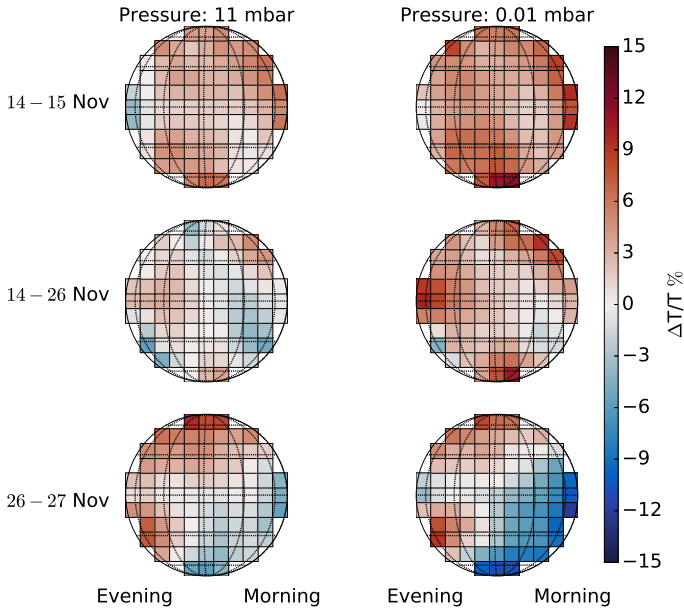 Pressure: 11 mbar
Pressure: 0.01 mbar
14 − 15 Nov
14 − 26 Nov
26 − 27 Nov
Evening
Morning
Evening
Morning
15
12
9
6
3
0
−3
−6
−9
−12
−15
ΔT/T %